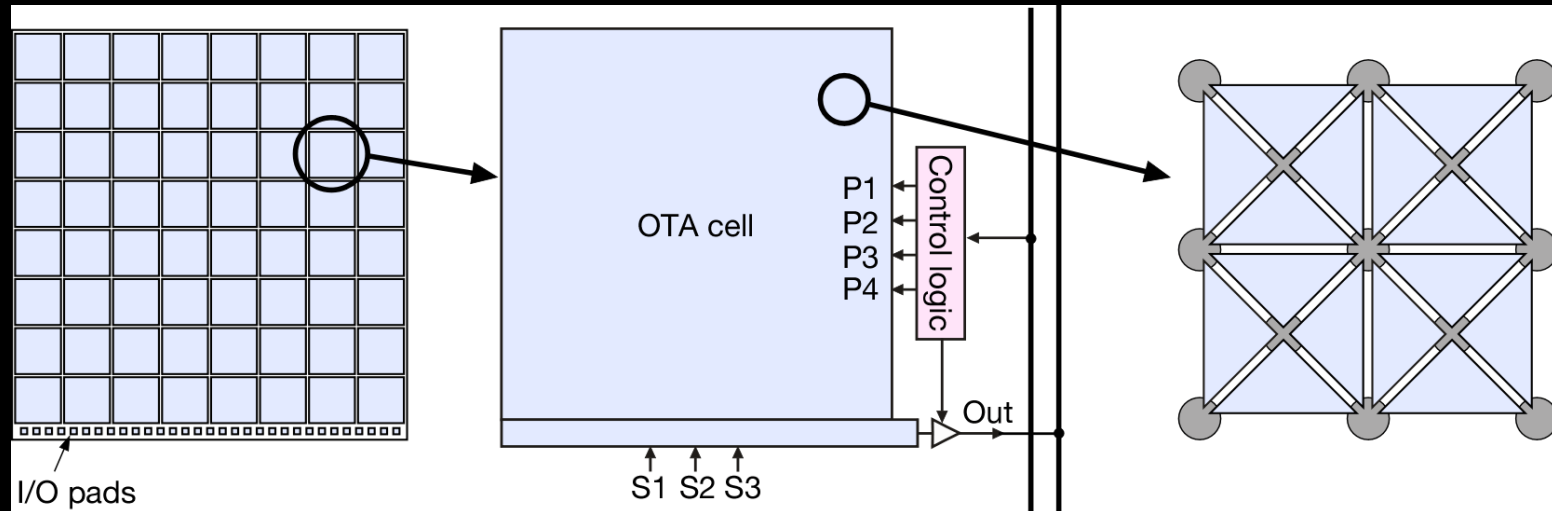 I/O pads
OTA cell
P1
P2
P3
P4
Control logic
Out
S1 S2 S3